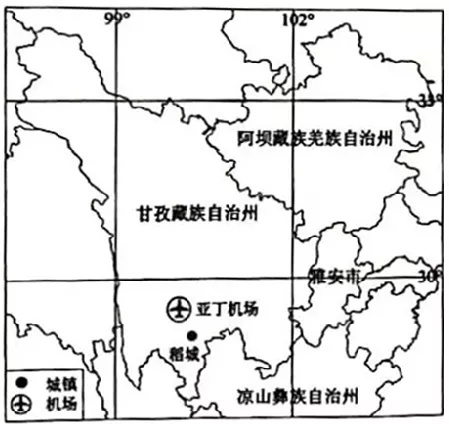 99°
102°
33°
阿坝藏族羌族自治州
甘孜藏族自治州
雅安市
30°
亚丁机场
稻城
城镇
机场
凉山彝族自治州